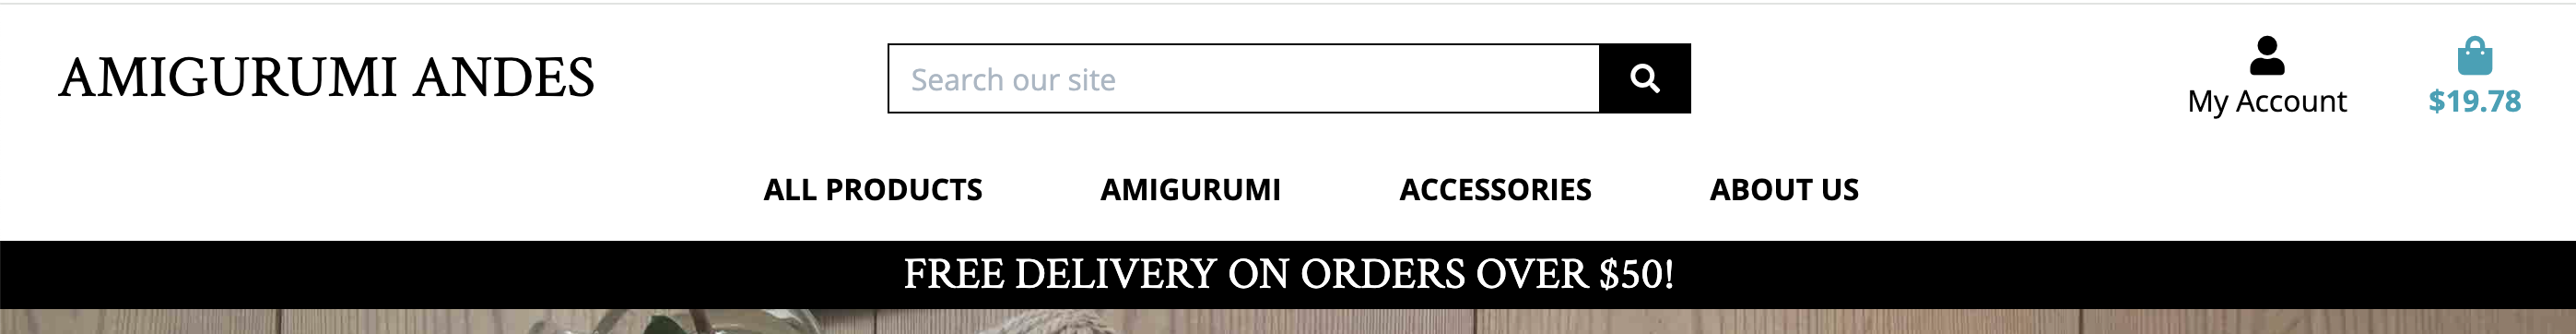 AMIGURUMI ANDES
Search our site
My Account
$19.78
ALL PRODUCTS
AMIGURUMI
ACCESSORIES
ABOUT US
FREE DELIVERY ON ORDERS OVER $50!